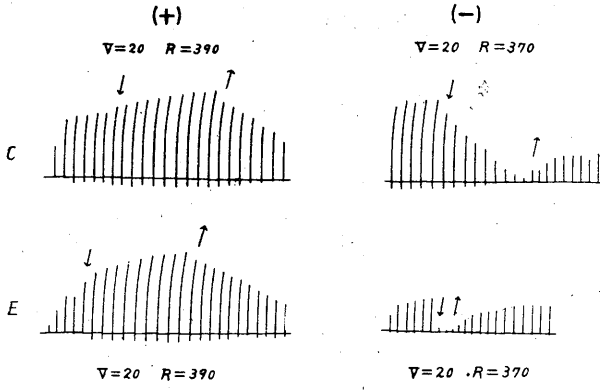 (+) (−)
∇=20 R=390 ∇=20 R=370
C
E
∇=20 R=390 ∇=20 .R=370